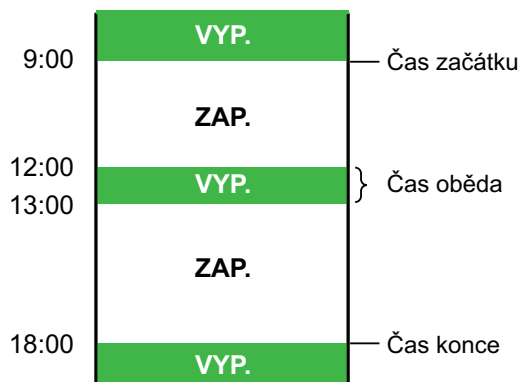 VYP.
9:00 Čas začátku
ZAP.
12:00
VYP. Čas oběda
13:00
ZAP.
18:00 Čas konce
VYP.